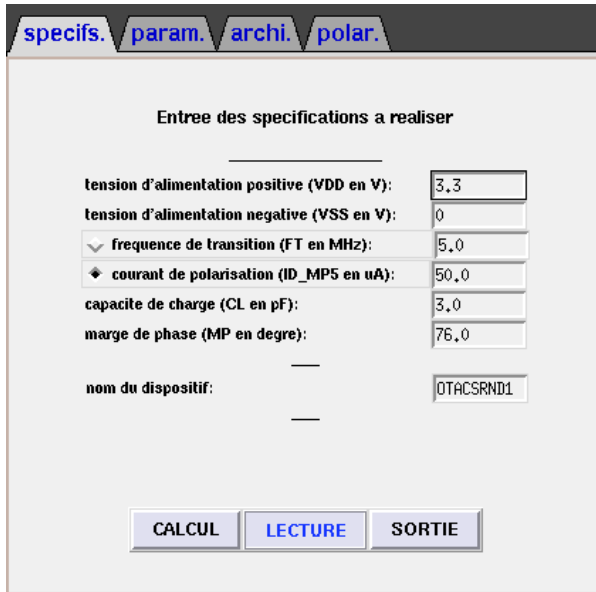 specifs. param. archi. polar.
Entree des specifications a realiser
tension d'alimentation positive (VDD en V): 3.3
tension d'alimentation negative (VSS en V): 0
frequence de transition (FT en MHz): 5.0
courant de polarisation (ID_MP5 en uA): 50.0
capacite de charge (CL en pF): 3.0
marge de phase (MP en degre): 76.0
nom du dispositif: OTACSRND1
CALCUL LECTURE SORTIE